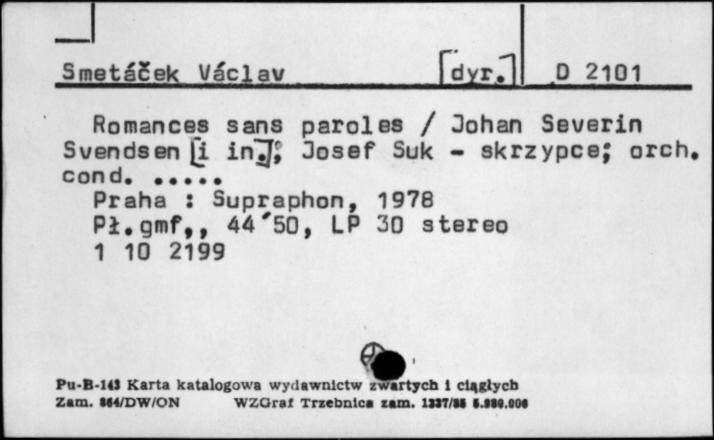 Smetáček Václav [dyr.] D 2101
Romances sans paroles / Johan Severin
Svendsen [i in.]; Josef Suk - skrzypce; orch.
cond. .....
Praha : Supraphon, 1978
Pł.gmf,, 44´50, LP 30 stereo
1 10 2199
Pu-B-143 Karta katalogowa wydawnictw zwartych i ciągłych
Zam. 864/DW/ON WZGraf Trzebnica zam. 1337/85 5.980.000